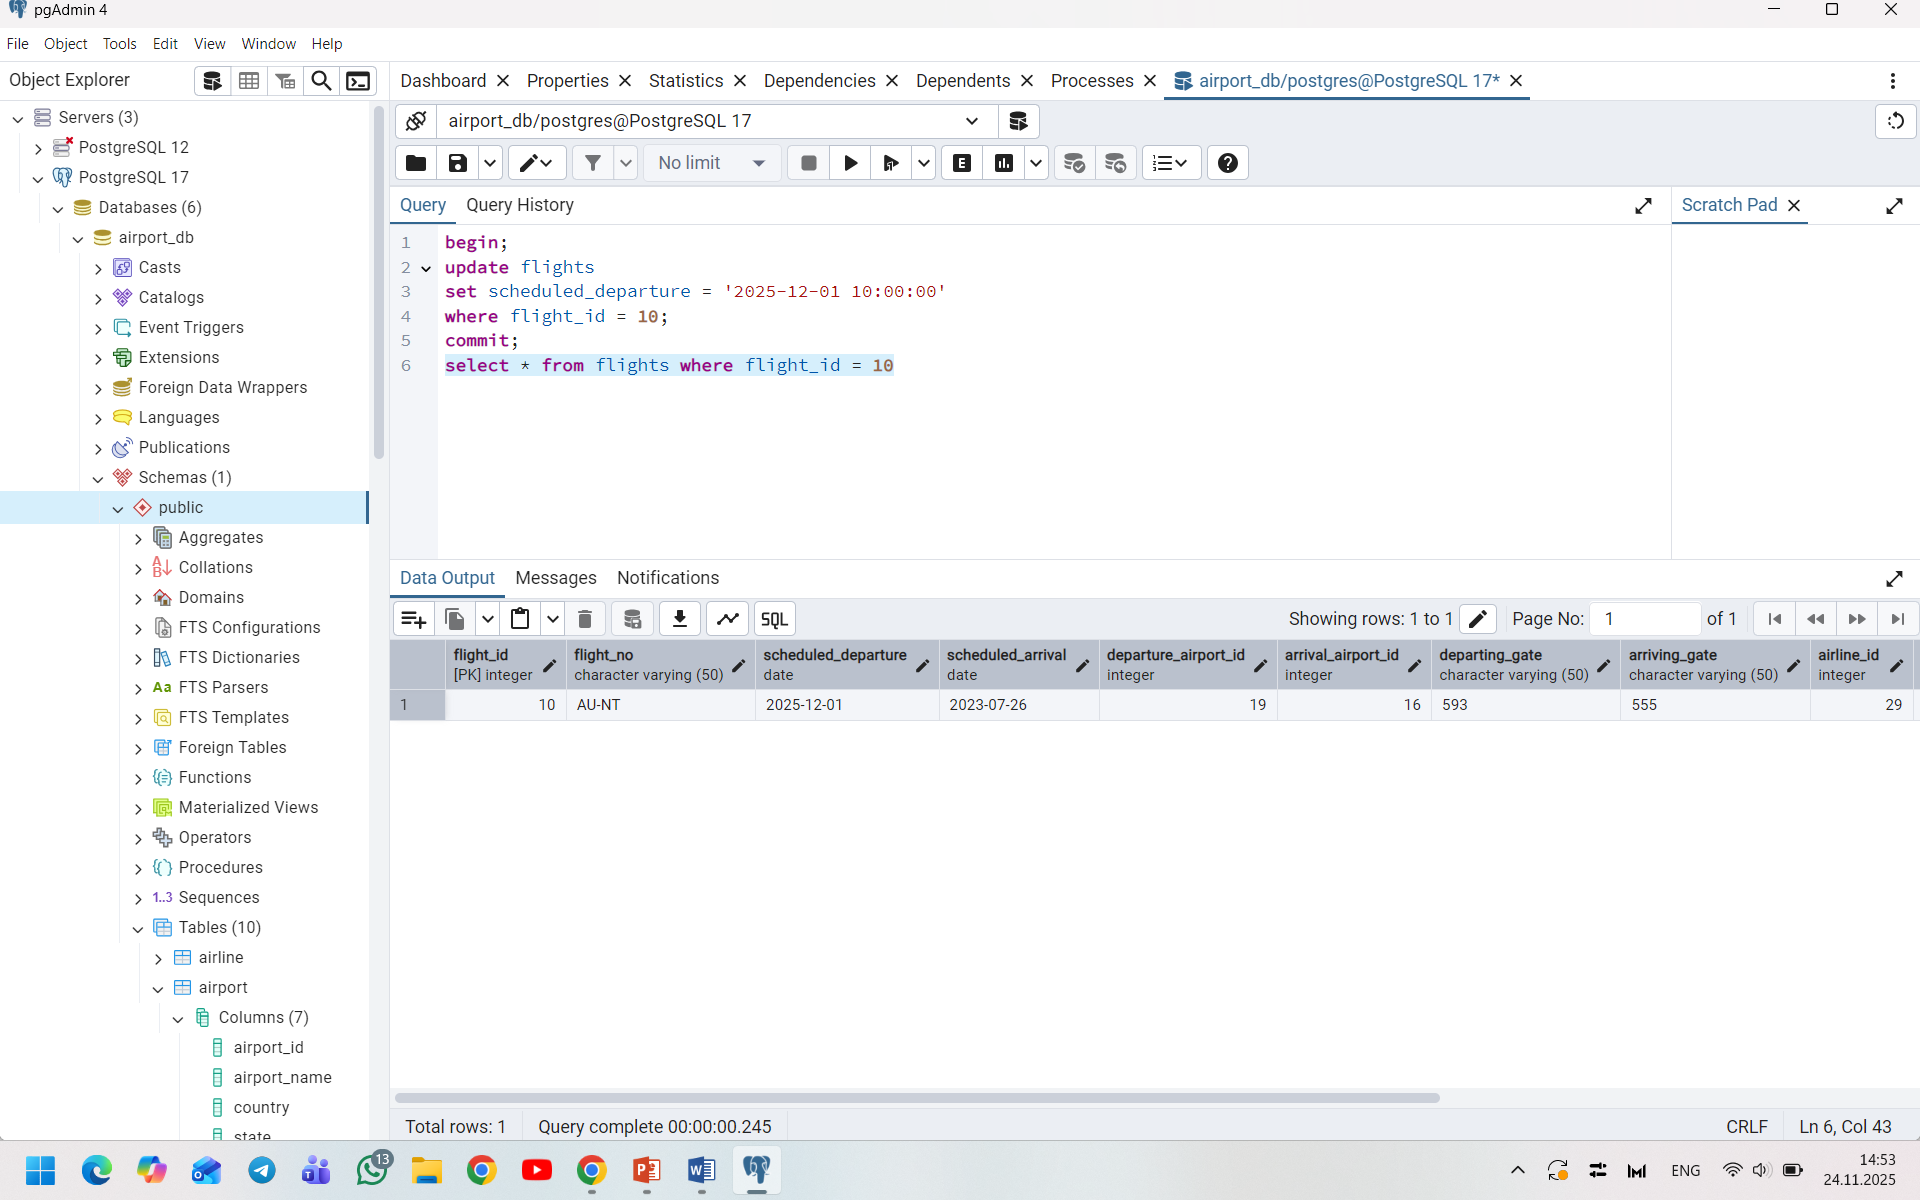 pgAdmin 4
File Object Tools Edit View Window Help
Object Explorer
Dashboard Properties Statistics Dependencies Dependents Processes airport_db/postgres@PostgreSQL 17*
Servers (3)
PostgreSQL 12
PostgreSQL 17
Databases (6)
airport_db
Casts
Catalogs
Event Triggers
Extensions
Foreign Data Wrappers
Languages
Publications
Schemas (1)
public
Aggregates
Collations
Domains
FTS Configurations
FTS Dictionaries
Aa FTS Parsers
FTS Templates
Foreign Tables
Functions
Materialized Views
Operators
Procedures
1..3 Sequences
Tables (10)
airline
airport
Columns (7)
airport_id
airport_name
country
state
airport_db/postgres@PostgreSQL 17
No limit
E
Query Query History
Scratch Pad
1 begin;
2 update flights
3 set scheduled_departure = '2025-12-01 10:00:00'
4 where flight_id = 10;
5 commit;
6 select * from flights where flight_id = 10
Data Output Messages Notifications
SQL
Showing rows: 1 to 1 Page No: 1 of 1
flight_id flight_no scheduled_departure scheduled_arrival departure_airport_id arrival_airport_id departing_gate arriving_gate airline_id
[PK] integer character varying (50) date date integer integer character varying (50) character varying (50) integer
1 10 AU-NT 2025-12-01 2023-07-26 19 16 593 555 29
Total rows: 1 Query complete 00:00:00.245 CRLF Ln 6, Col 43
13
ENG
14:53
24.11.2025